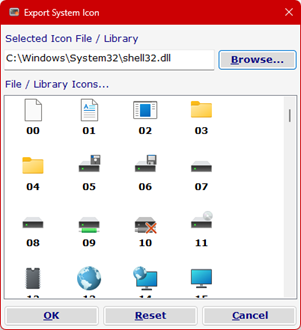 Export System Icon
Selected Icon File / Library
C:\Windows\System32\shell32.dll
Browse...
File / Library Icons...
00 01 02 03
04 05 06 07
08 09 10 11
12 13 14 15
OK Reset Cancel